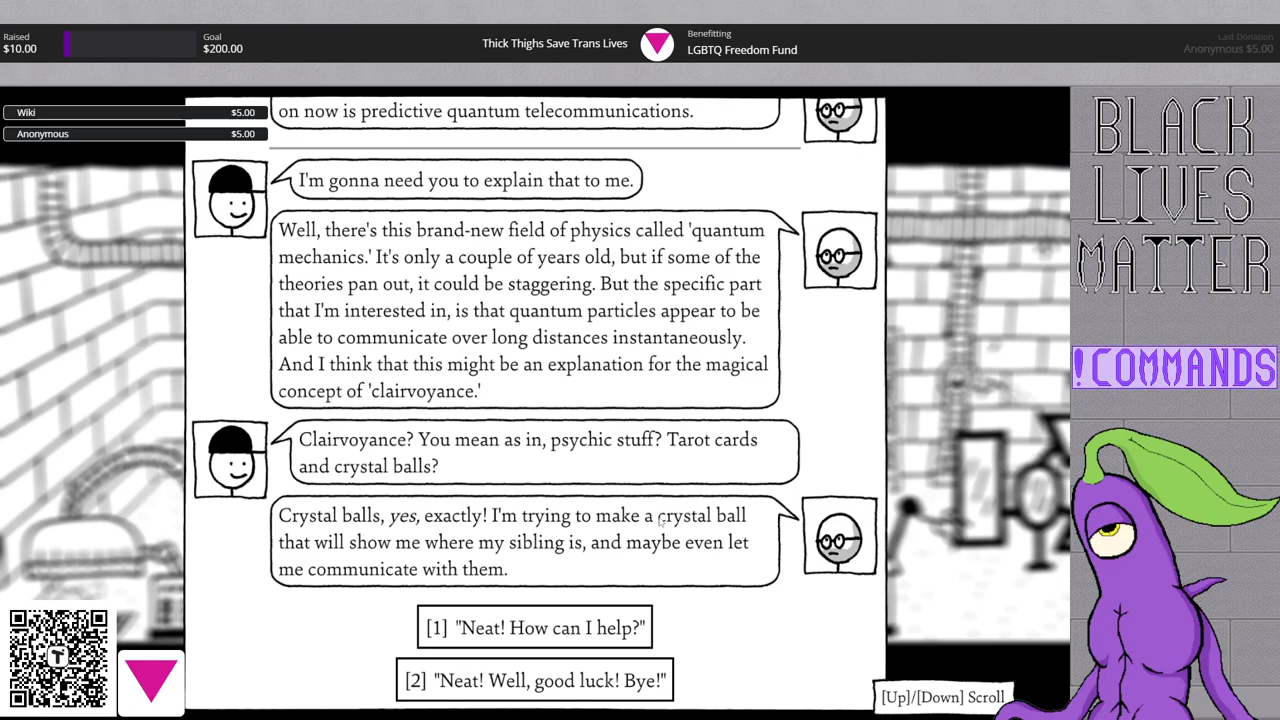 Raised
$10.00
Goal
$200.00
Thick Thighs Save Trans Lives
Benefitting
LGBTQ Freedom Fund
Last Donation
Anonymous $5.00
Wiki $5.00
Anonymous $5.00
on now is predictive quantum telecommunications.
I'm gonna need you to explain that to me.
Well, there's this brand-new field of physics called 'quantum
mechanics.' It's only a couple of years old, but if some of the
theories pan out, it could be staggering. But the specific part
that I'm interested in, is that quantum particles appear to be
able to communicate over long distances instantaneously.
And I think that this might be an explanation for the magical
concept of 'clairvoyance.'
Clairvoyance? You mean as in, psychic stuff? Tarot cards
and crystal balls?
Crystal balls, yes, exactly! I'm trying to make a crystal ball
that will show me where my sibling is, and maybe even let
me communicate with them.
[1] "Neat! How can I help?"
[2] "Neat! Well, good luck! Bye!"
[Up]/[Down] Scroll
BLACK
LIVES
MATTER
!COMMANDS
T